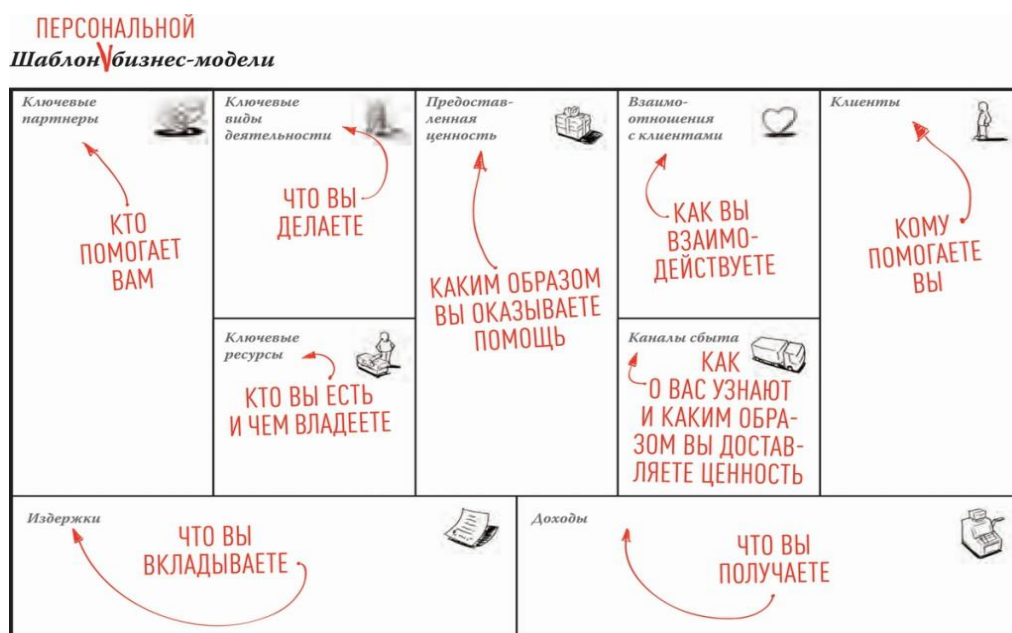 ПЕРСОНАЛЬНОЙ
Шаблон бизнес-модели
Ключевые
партнеры
КТО
ПОМОГАЕТ
ВАМ
Ключевые
виды
деятельности
ЧТО ВЫ
ДЕЛАЕТЕ
Ключевые
ресурсы
КТО ВЫ ЕСТЬ
И ЧЕМ ВЛАДЕЕТЕ
Предостав-
ленная
ценность
КАКИМ ОБРАЗОМ
ВЫ ОКАЗЫВАЕТЕ
ПОМОЩЬ
Взаимо-
отношения
с клиентами
КАК ВЫ
ВЗАИМО-
ДЕЙСТВУЕТЕ
Каналы сбыта
КАК
О ВАС УЗНАЮТ
И КАКИМ ОБРА-
ЗОМ ВЫ ДОСТАВ-
ЛЯЕТЕ ЦЕННОСТЬ
Клиенты
КОМУ
ПОМОГАЕТЕ
ВЫ
Издержки
ЧТО ВЫ
ВКЛАДЫВАЕТЕ
Доходы
ЧТО ВЫ
ПОЛУЧАЕТЕ